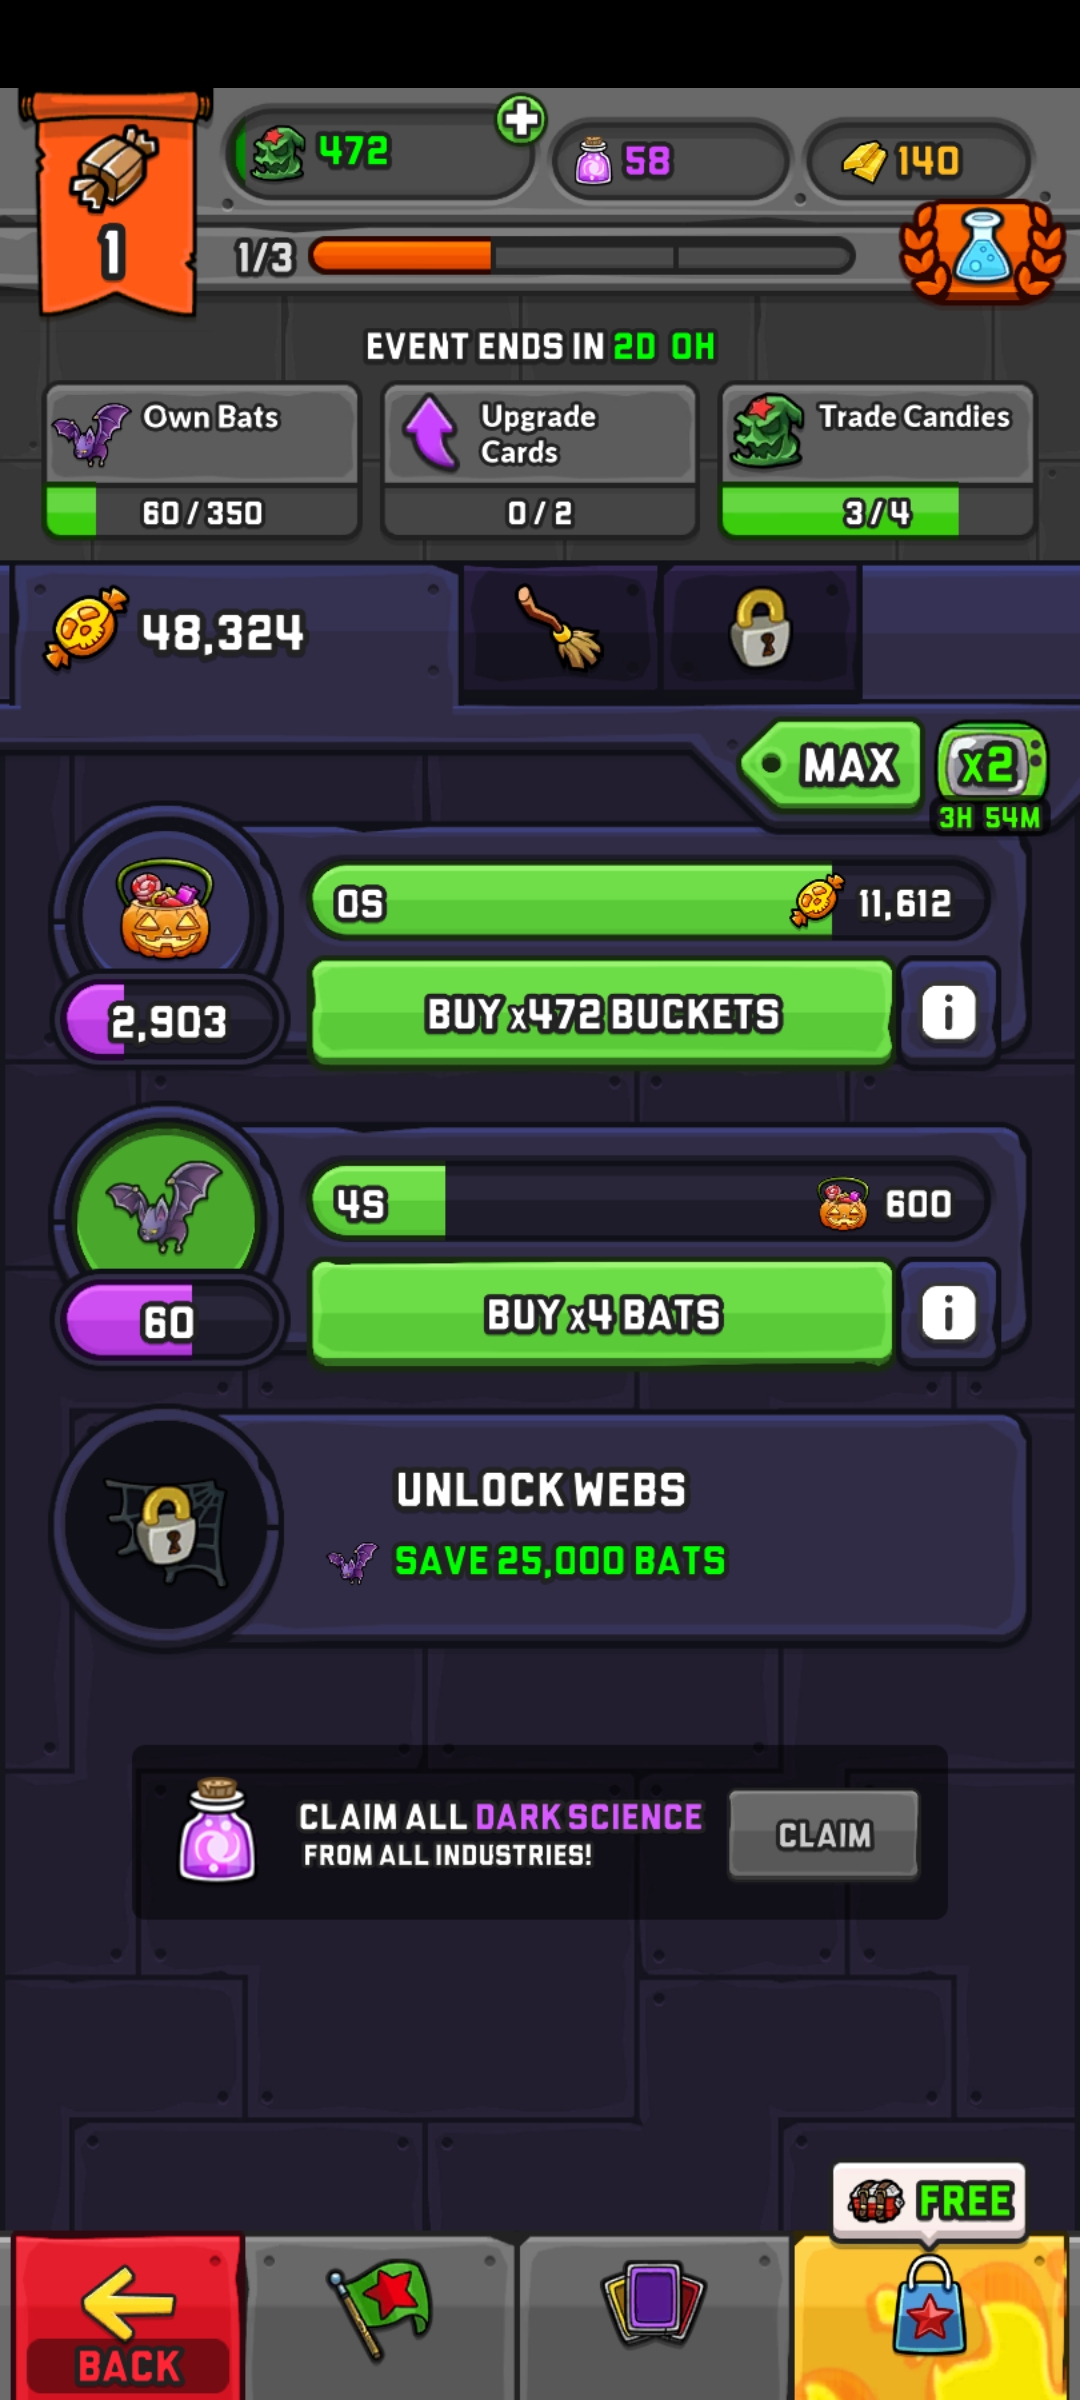 472
58
140
1
1/3
EVENT ENDS IN 2D 0H
Own Bats
60 / 350
Upgrade
Cards
0 / 2
Trade Candies
3 / 4
48,324
MAX
x2
3H 54M
0S
11,612
2,903
BUY x472 BUCKETS
i
4S
600
60
BUY x4 BATS
i
UNLOCK WEBS
SAVE 25,000 BATS
CLAIM ALL DARK SCIENCE
FROM ALL INDUSTRIES!
CLAIM
FREE
BACK